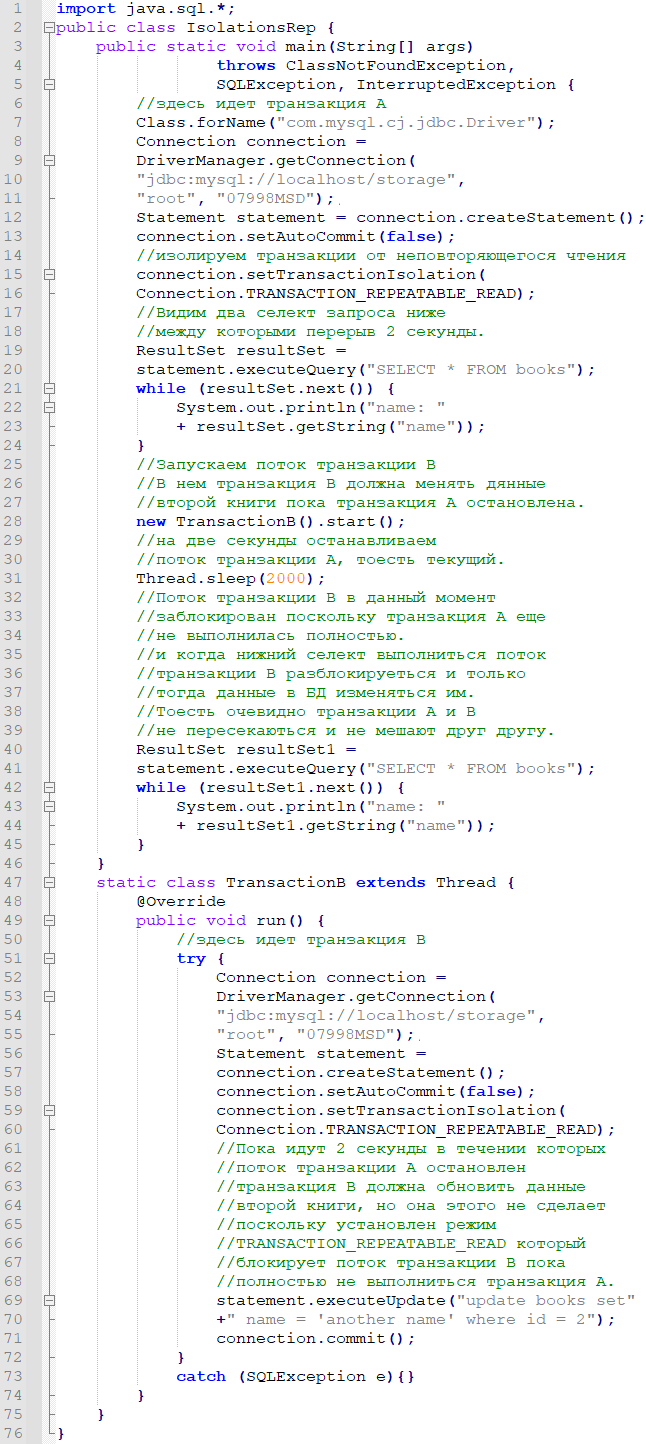 1 import java.sql.*;
2 public class IsolationsRep {
3 public static void main(String[] args)
4 throws ClassNotFoundException,
5 SQLException, InterruptedException {
6 //здесь идет транзакция A
7 Class.forName("com.mysql.cj.jdbc.Driver");
8 Connection connection =
9 DriverManager.getConnection(
10 "jdbc:mysql://localhost/storage",
11 "root", "07998MSD");
12 Statement statement = connection.createStatement();
13 connection.setAutoCommit(false);
14 //изолируем транзакции от неповторяющегося чтения
15 connection.setTransactionIsolation(
16 Connection.TRANSACTION_REPEATABLE_READ);
17 //Видим два селект запроса ниже
18 //между которыми перерыв 2 секунды.
19 ResultSet resultSet =
20 statement.executeQuery("SELECT * FROM books");
21 while (resultSet.next()) {
22 System.out.println("name: "
23 + resultSet.getString("name"));
24 }
25 //Запускаем поток транзакции B
26 //В нем транзакция B должна менять дянные
27 //второй книги пока транзакция A остановлена.
28 new TransactionB().start();
29 //на две секунды останавливаем
30 //поток транзакции A, тоесть текущий.
31 Thread.sleep(2000);
32 //Поток транзакции B в данный момент
33 //заблокирован поскольку транзакция A еще
34 //не выполнилась полностью.
35 //и когда нижний селект выполниться поток
36 //транзакции B разблокируеться и только
37 //тогда данные в БД изменяться им.
38 //Тоесть очевидно транзакции A и B
39 //не пересекаються и не мешают друг другу.
40 ResultSet resultSet1 =
41 statement.executeQuery("SELECT * FROM books");
42 while (resultSet1.next()) {
43 System.out.println("name: "
44 + resultSet1.getString("name"));
45 }
46 }
47 static class TransactionB extends Thread {
48 @Override
49 public void run() {
50 //здесь идет транзакция B
51 try {
52 Connection connection =
53 DriverManager.getConnection(
54 "jdbc:mysql://localhost/storage",
55 "root", "07998MSD");
56 Statement statement =
57 connection.createStatement();
58 connection.setAutoCommit(false);
59 connection.setTransactionIsolation(
60 Connection.TRANSACTION_REPEATABLE_READ);
61 //Пока идут 2 секунды в течении которых
62 //поток транзакции A остановлен
63 //транзакция B должна обновить данные
64 //второй книги, но она этого не сделает
65 //поскольку установлен режим
66 //TRANSACTION_REPEATABLE_READ который
67 //блокирует поток транзакции B пока
68 //полностью не выполниться транзакция A.
69 statement.executeUpdate("update books set"
70 +" name = 'another name' where id = 2");
71 connection.commit();
72 }
73 catch (SQLException e){}
74 }
75 }
76 }